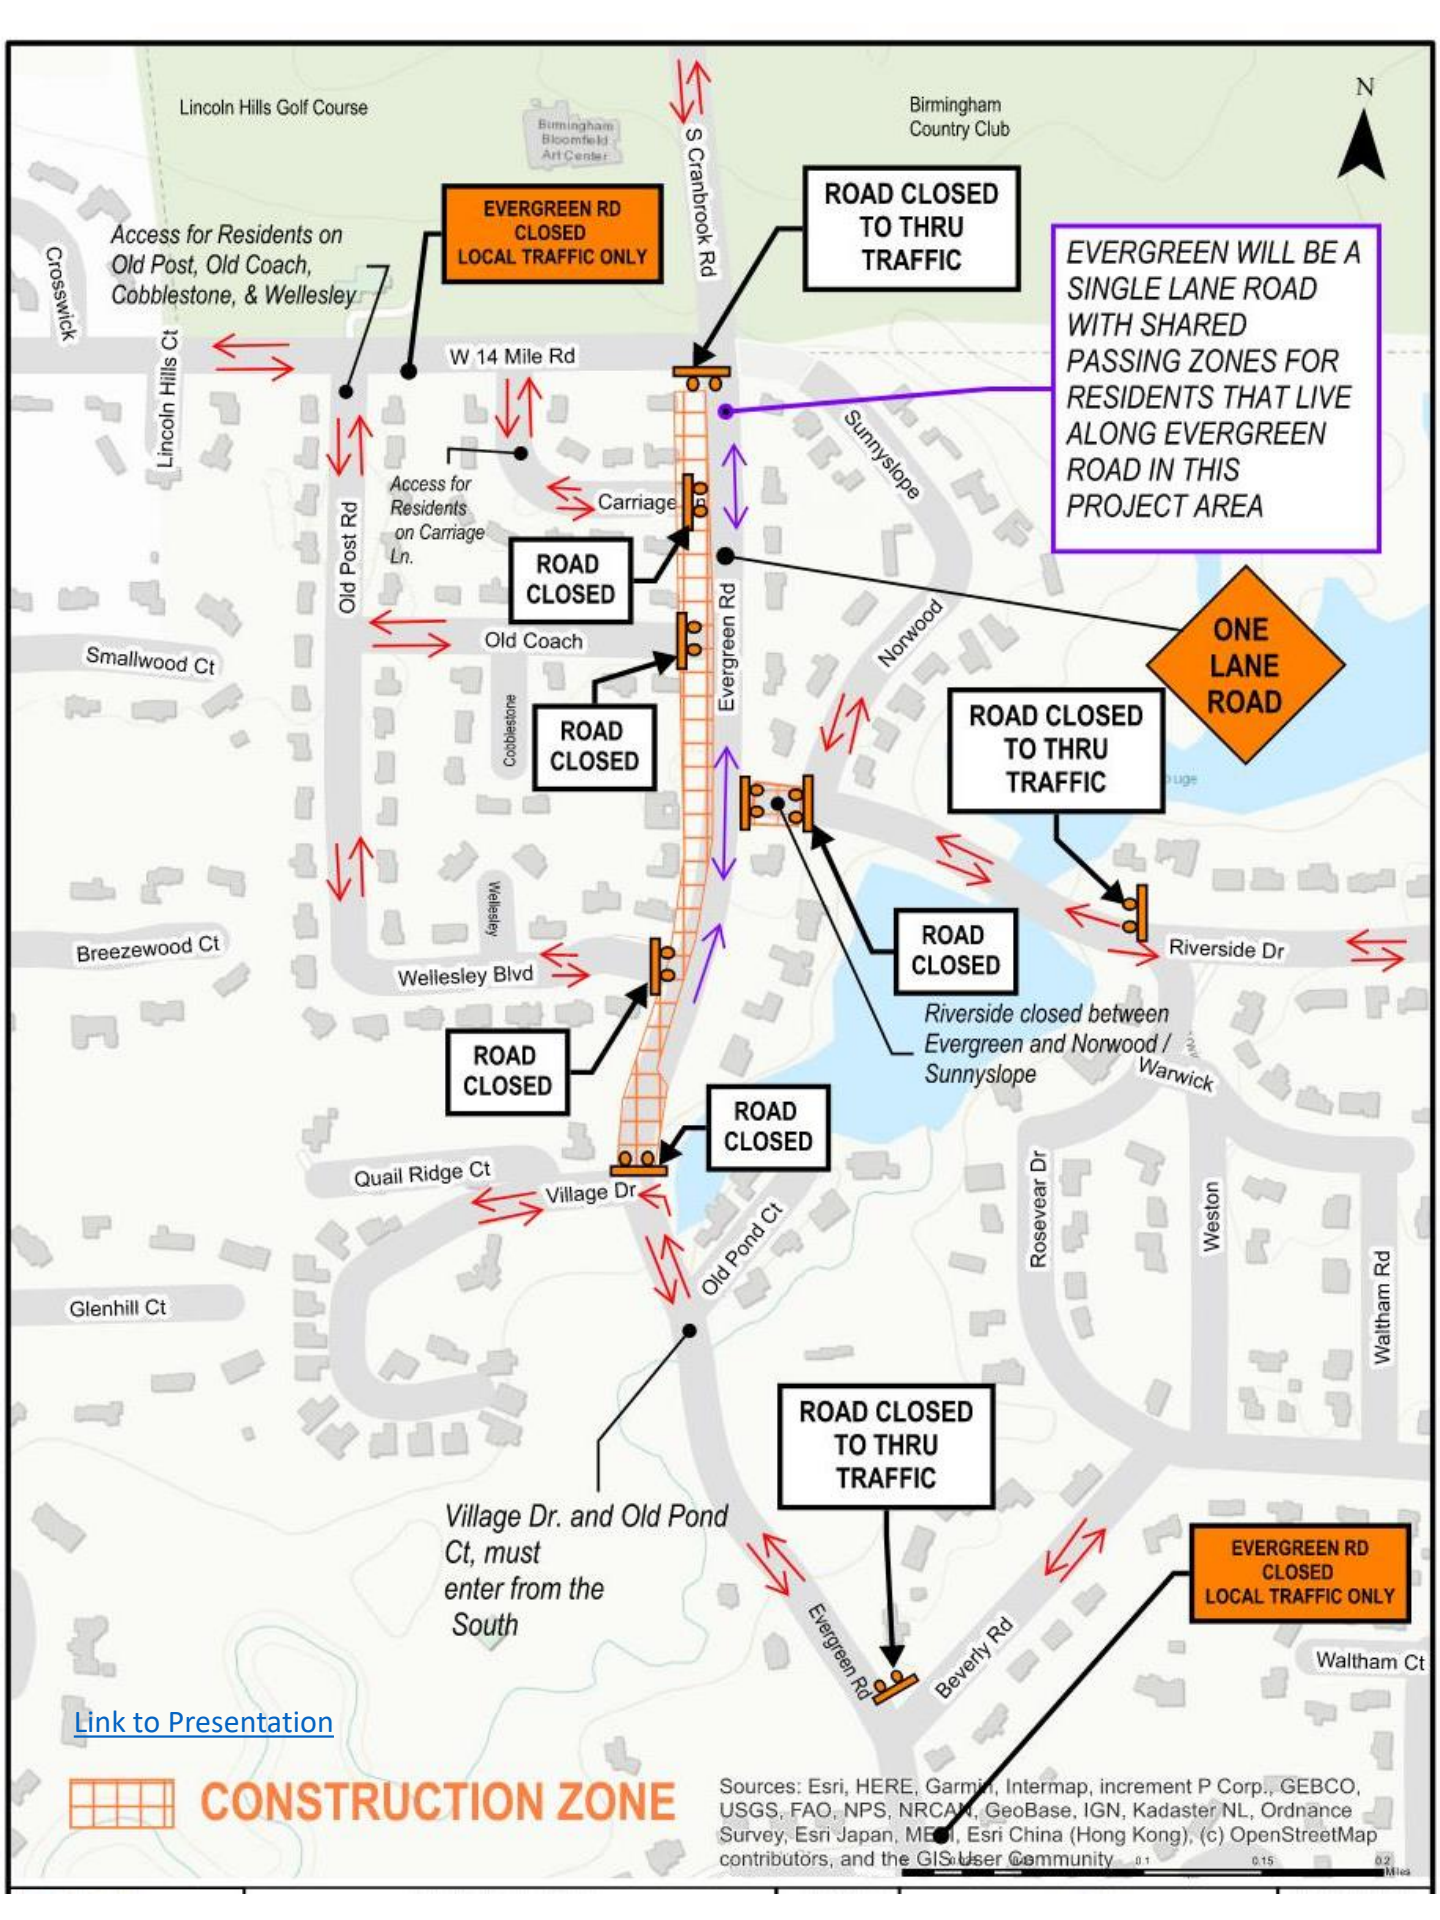 Lincoln Hills Golf Course
Birmingham
Bloomfield
Art Center
Birmingham
Country Club
N
S Cranbrook Rd
ROAD CLOSED
TO THRU
TRAFFIC
EVERGREEN RD
CLOSED
LOCAL TRAFFIC ONLY
Access for Residents on
Old Post, Old Coach,
Cobblestone, & Wellesley
EVERGREEN WILL BE A
SINGLE LANE ROAD
WITH SHARED
PASSING ZONES FOR
RESIDENTS THAT LIVE
ALONG EVERGREEN
ROAD IN THIS
PROJECT AREA
Crosswick
Lincoln Hills Ct
W 14 Mile Rd
Sunnyslope
Access for
Residents
on Carriage
Ln.
Carriage
Old Post Rd
ROAD
CLOSED
Evergreen Rd
Norwood
ONE
LANE
ROAD
Old Coach
Smallwood Ct
Cobblestone
ROAD
CLOSED
ROAD CLOSED
TO THRU
TRAFFIC
Wellesley
Breezewood Ct
Wellesley Blvd
ROAD
CLOSED
Riverside Dr
Riverside closed between
Evergreen and Norwood /
Sunnyslope
ROAD
CLOSED
Warwick
ROAD
CLOSED
Quail Ridge Ct
Village Dr
Old Pond Ct
Rosevear Dr
Weston
Waltham Rd
Glenhill Ct
ROAD CLOSED
TO THRU
TRAFFIC
Village Dr. and Old Pond
Ct, must
enter from the
South
EVERGREEN RD
CLOSED
LOCAL TRAFFIC ONLY
Evergreen Rd
Beverly Rd
Waltham Ct
Link to Presentation
CONSTRUCTION ZONE
Sources: Esri, HERE, Garmin, Intermap, increment P Corp., GEBCO,
USGS, FAO, NPS, NRCAN, GeoBase, IGN, Kadaster NL, Ordnance
Survey, Esri Japan, METI, Esri China (Hong Kong), (c) OpenStreetMap
contributors, and the GIS User Community
0.1 0.15 0.2
Miles